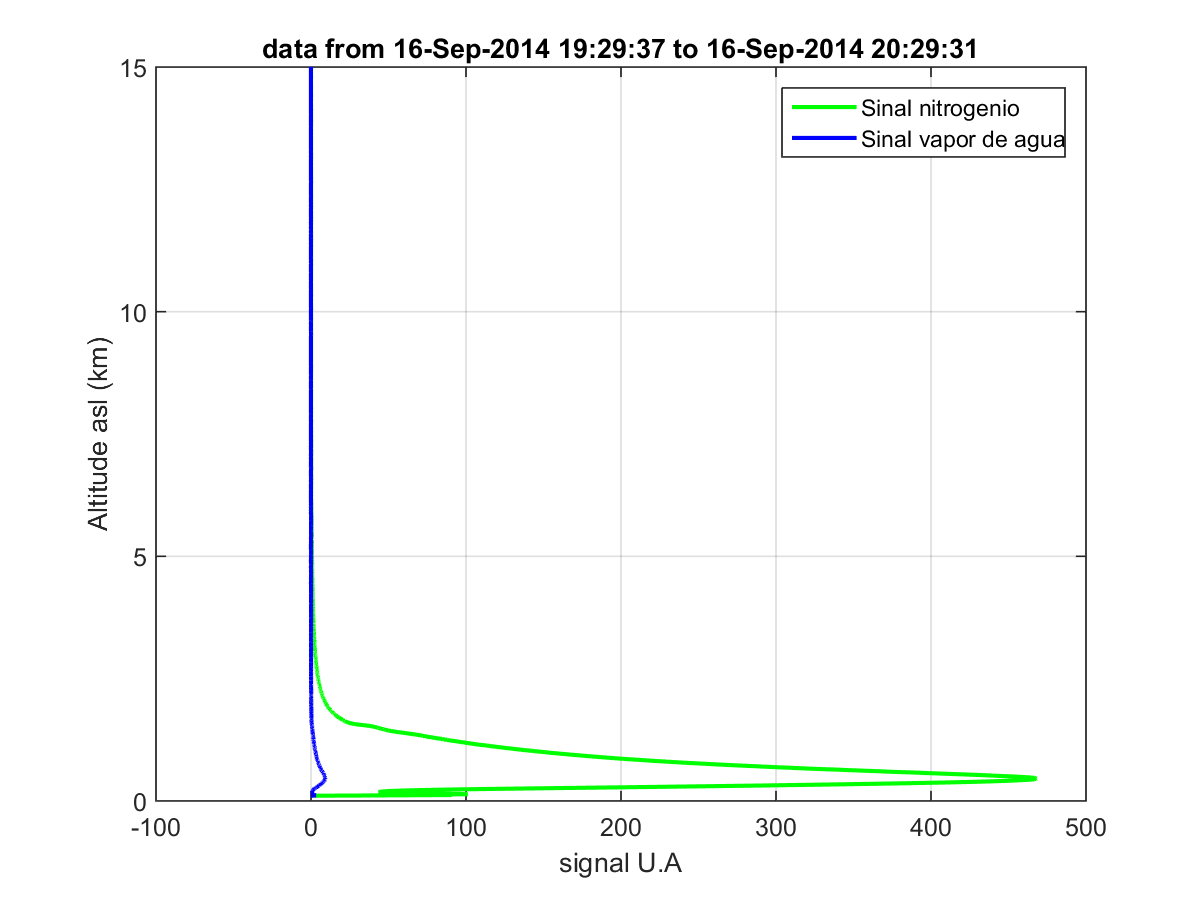 data from 16-Sep-2014 19:29:37 to 16-Sep-2014 20:29:31
15
Sinal nitrogenio
Sinal vapor de agua
10
Altitude asl (km)
5
0
-100 0 100 200 300 400 500
signal U.A